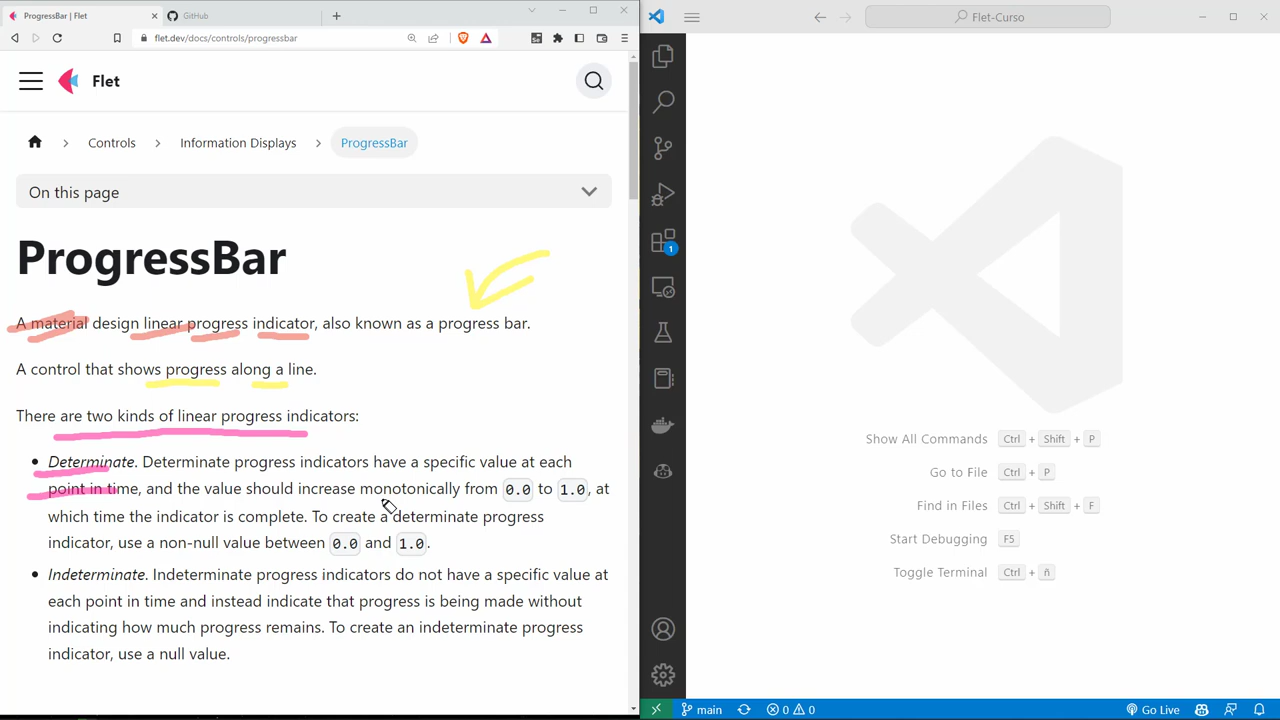 ProgressBar | Flet
GitHub
flet.dev/docs/controls/progressbar
Flet
Controls
Information Displays
ProgressBar
On this page
ProgressBar
A material design linear progress indicator, also known as a progress bar.
A control that shows progress along a line.
There are two kinds of linear progress indicators:
Determinate. Determinate progress indicators have a specific value at each
point in time, and the value should increase monotonically from 0.0 to 1.0, at
which time the indicator is complete. To create a determinate progress
indicator, use a non-null value between 0.0 and 1.0.
Indeterminate. Indeterminate progress indicators do not have a specific value at
each point in time and instead indicate that progress is being made without
indicating how much progress remains. To create an indeterminate progress
indicator, use a null value.
Flet-Curso
1
Show All Commands Ctrl + Shift + P
Go to File Ctrl + P
Find in Files Ctrl + Shift + F
Start Debugging F5
Toggle Terminal Ctrl + ñ
main 0 0 Go Live